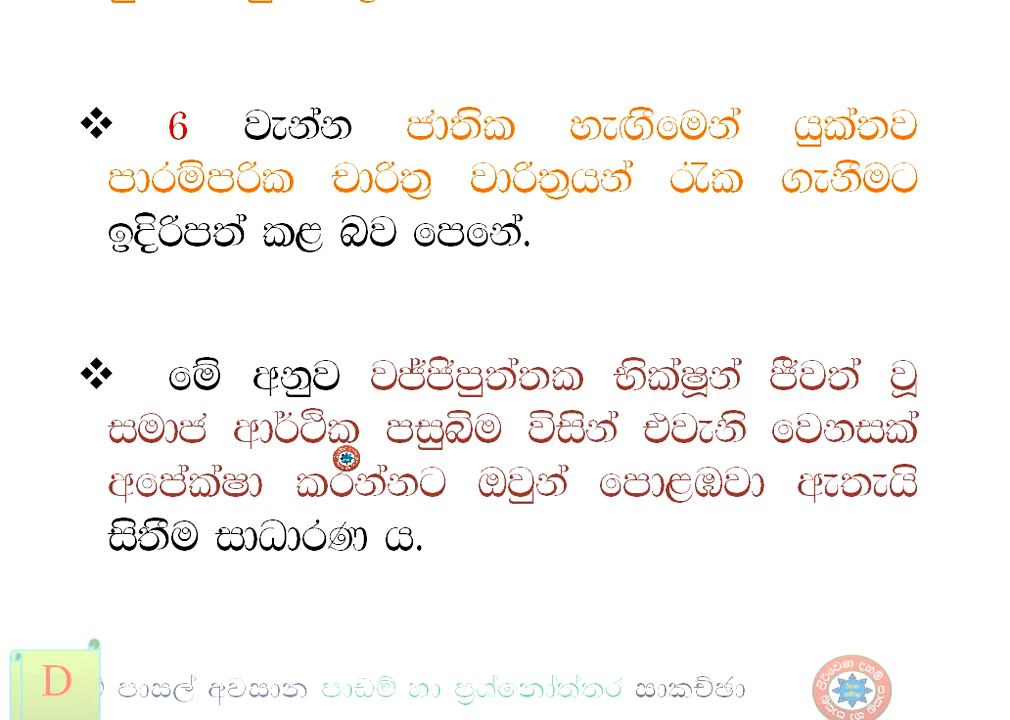 ❖ 6 වැන්න ජාතික හැඟීමෙන් යුක්තව
පාරම්පරික චාරිත්‍ර වාරිත්‍රයන් රැක ගැනීමට
ඉදිරිපත් කළ බව පෙනේ.
❖ මේ අනුව වජ්ජිපුත්තක භික්ෂූන් ජීවත් වූ
සමාජ ආර්ථික පසුබිම විසින් එවැනි වෙනසක්
අපේක්ෂා කරන්නට ඔවුන් පොළඹවා ඇතැයි
සිතීම සාධාරණ ය.
D පාසල් අවසාන පාඩම් හා ප්‍රශ්නෝත්තර සාකච්ඡා